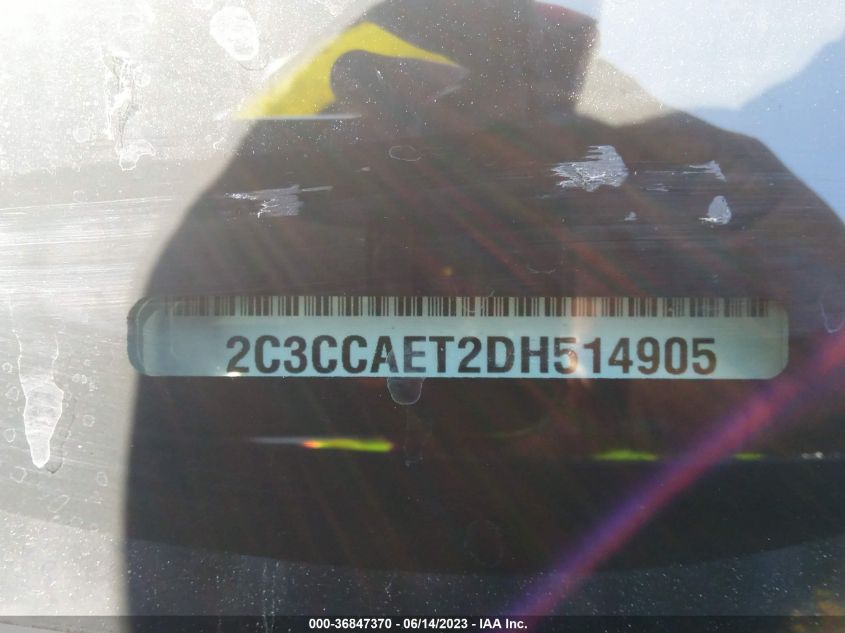 2C3CCAET2DH514905
000-36847370 / 06/14/2023 - IAA Inc.